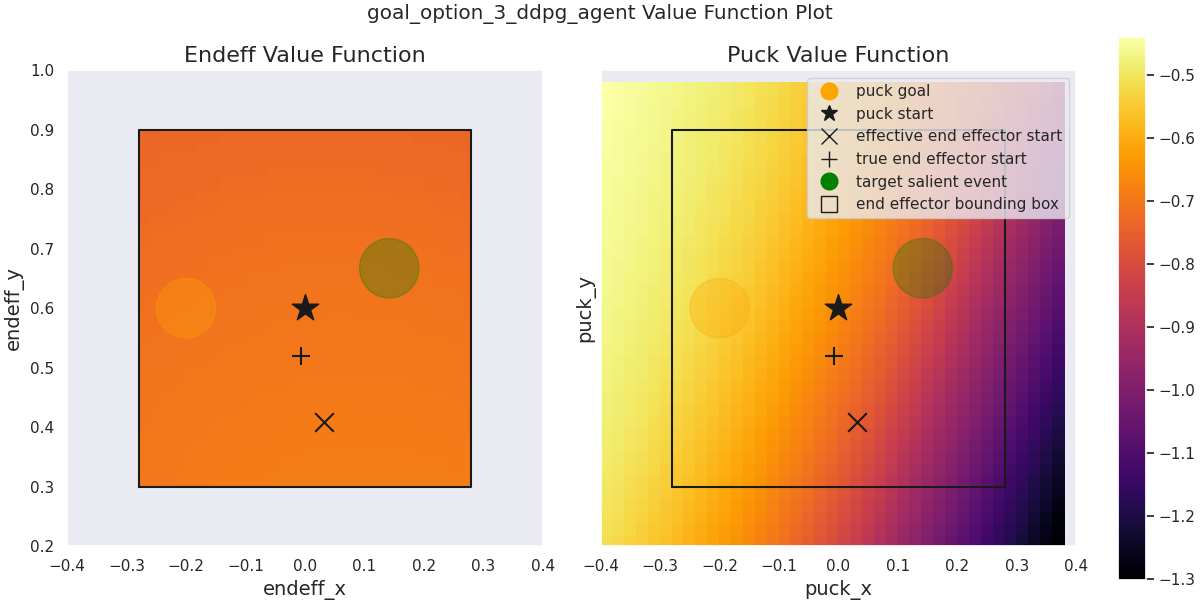 goal_option_3_ddpg_agent Value Function Plot
Endeff Value Function
1.0
0.9
0.8
0.7
0.6
0.5
0.4
0.3
0.2
endeff_y
−0.4 −0.3 −0.2 −0.1 0.0 0.1 0.2 0.3 0.4
endeff_x
Puck Value Function
puck goal
puck start
effective end effector start
true end effector start
target salient event
end effector bounding box
puck_y
−0.4 −0.3 −0.2 −0.1 0.0 0.1 0.2 0.3 0.4
puck_x
−0.5
−0.6
−0.7
−0.8
−0.9
−1.0
−1.1
−1.2
−1.3